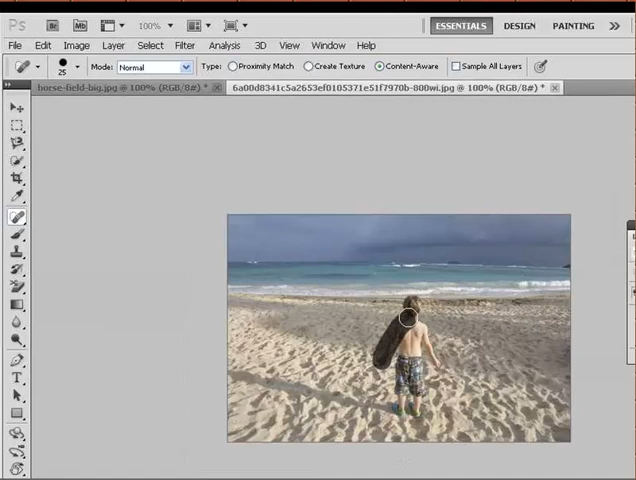 Ps Br Mb 100% ESSENTIALS DESIGN PAINTING
File Edit Image Layer Select Filter Analysis 3D View Window Help
25 Mode: Normal Type: Proximity Match Create Texture Content-Aware Sample All Layers
horse-field-big.jpg @ 100% (RGB/8#) * 6a00d8341c5a2653ef0105371e51f7970b-800wi.jpg @ 100% (RGB/8#) *
T